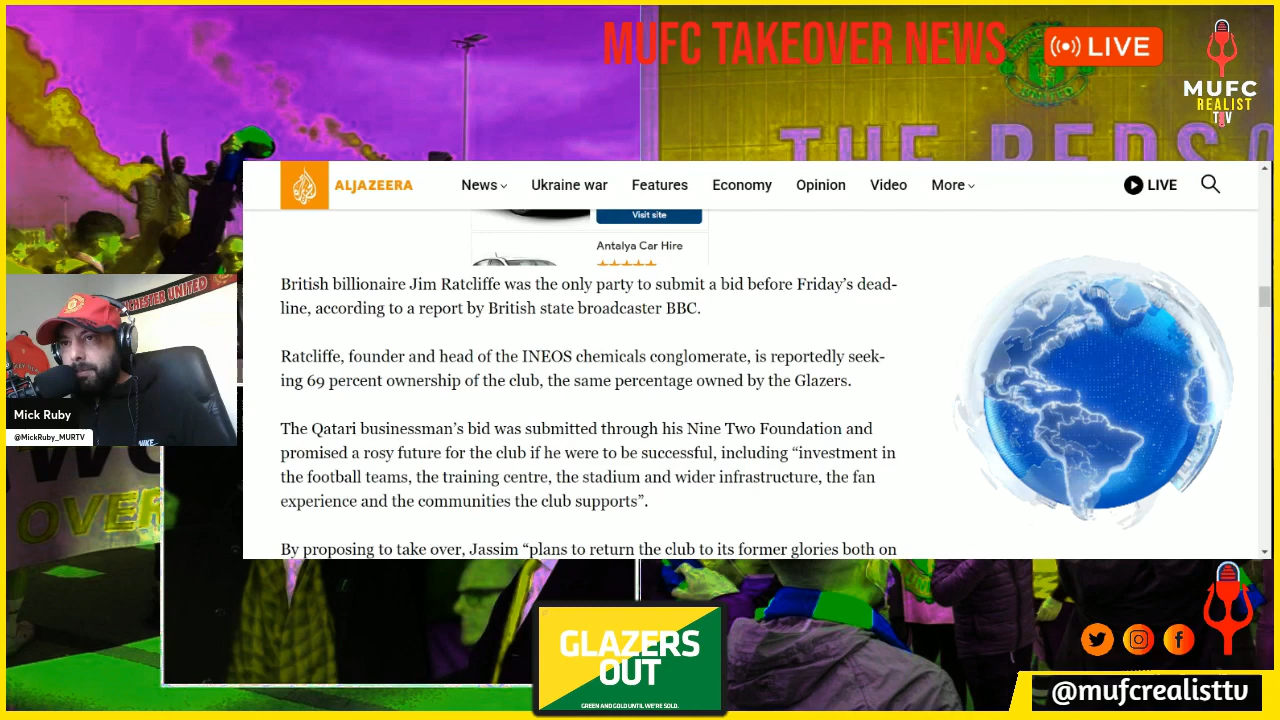 MUFC TAKEOVER NEWS
LIVE
MUFC
REALIST
TV
THE REDS
ALJAZEERA
News
Ukraine war
Features
Economy
Opinion
Video
More
LIVE
Visit site
Antalya Car Hire
British billionaire Jim Ratcliffe was the only party to submit a bid before Friday’s dead-
line, according to a report by British state broadcaster BBC.
Ratcliffe, founder and head of the INEOS chemicals conglomerate, is reportedly seek-
ing 69 percent ownership of the club, the same percentage owned by the Glazers.
The Qatari businessman’s bid was submitted through his Nine Two Foundation and
promised a rosy future for the club if he were to be successful, including “investment in
the football teams, the training centre, the stadium and wider infrastructure, the fan
experience and the communities the club supports”.
By proposing to take over, Jassim “plans to return the club to its former glories both on
CHESTER UNITED
Mick Ruby
@MickRuby_MURTV
OVER
GLAZERS
OUT
GREEN AND GOLD UNTIL WE'RE SOLD.
@mufcrealisttv